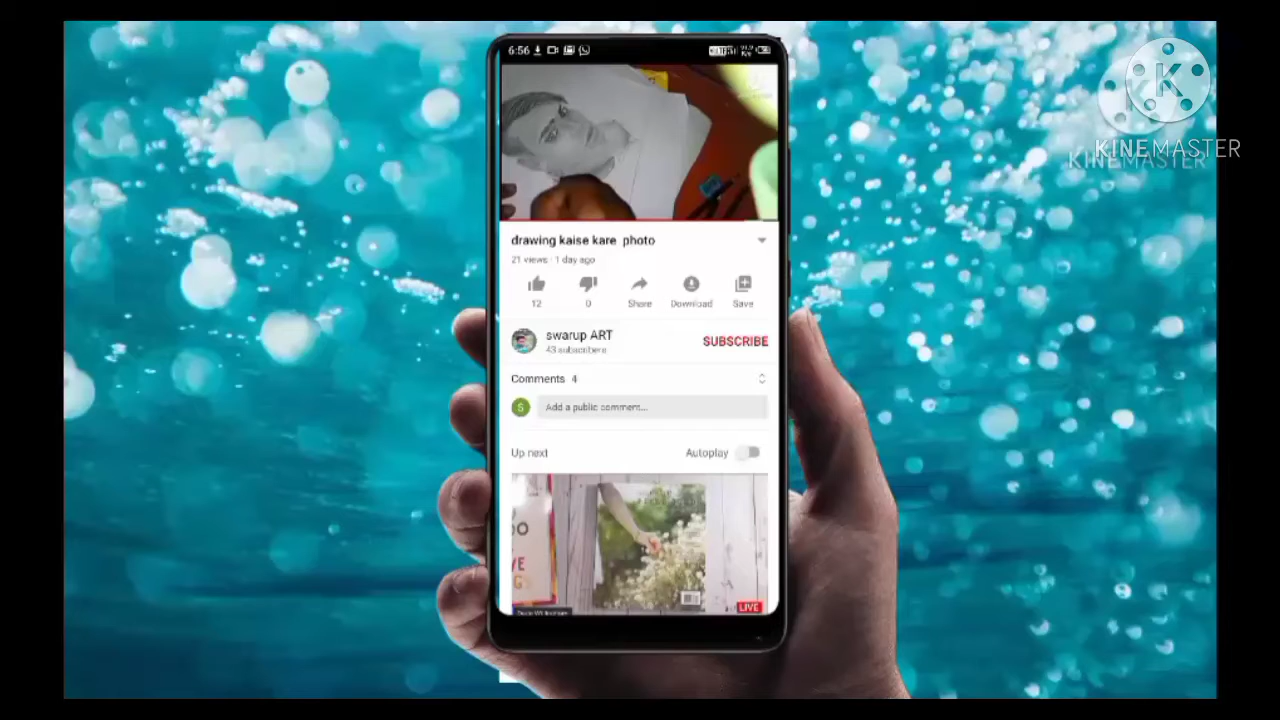 6:56
KINEMASTER
KINEMASTER
drawing kaise kare photo
21 views · 1 day ago
12
0
Share
Download
Save
swarup ART
43 subscribers
SUBSCRIBE
Comments 4
S
Add a public comment...
Up next
Autoplay
LIVE